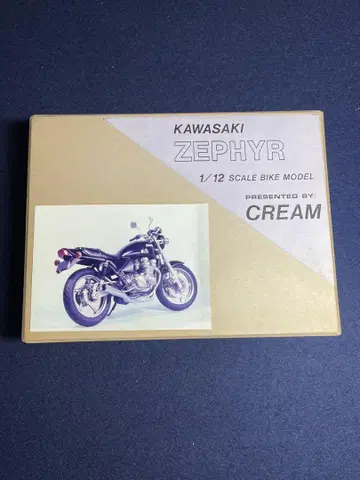 KAWASAKI
ZEPHYR
1/12 SCALE BIKE MODEL
PRESENTED BY:
CREAM